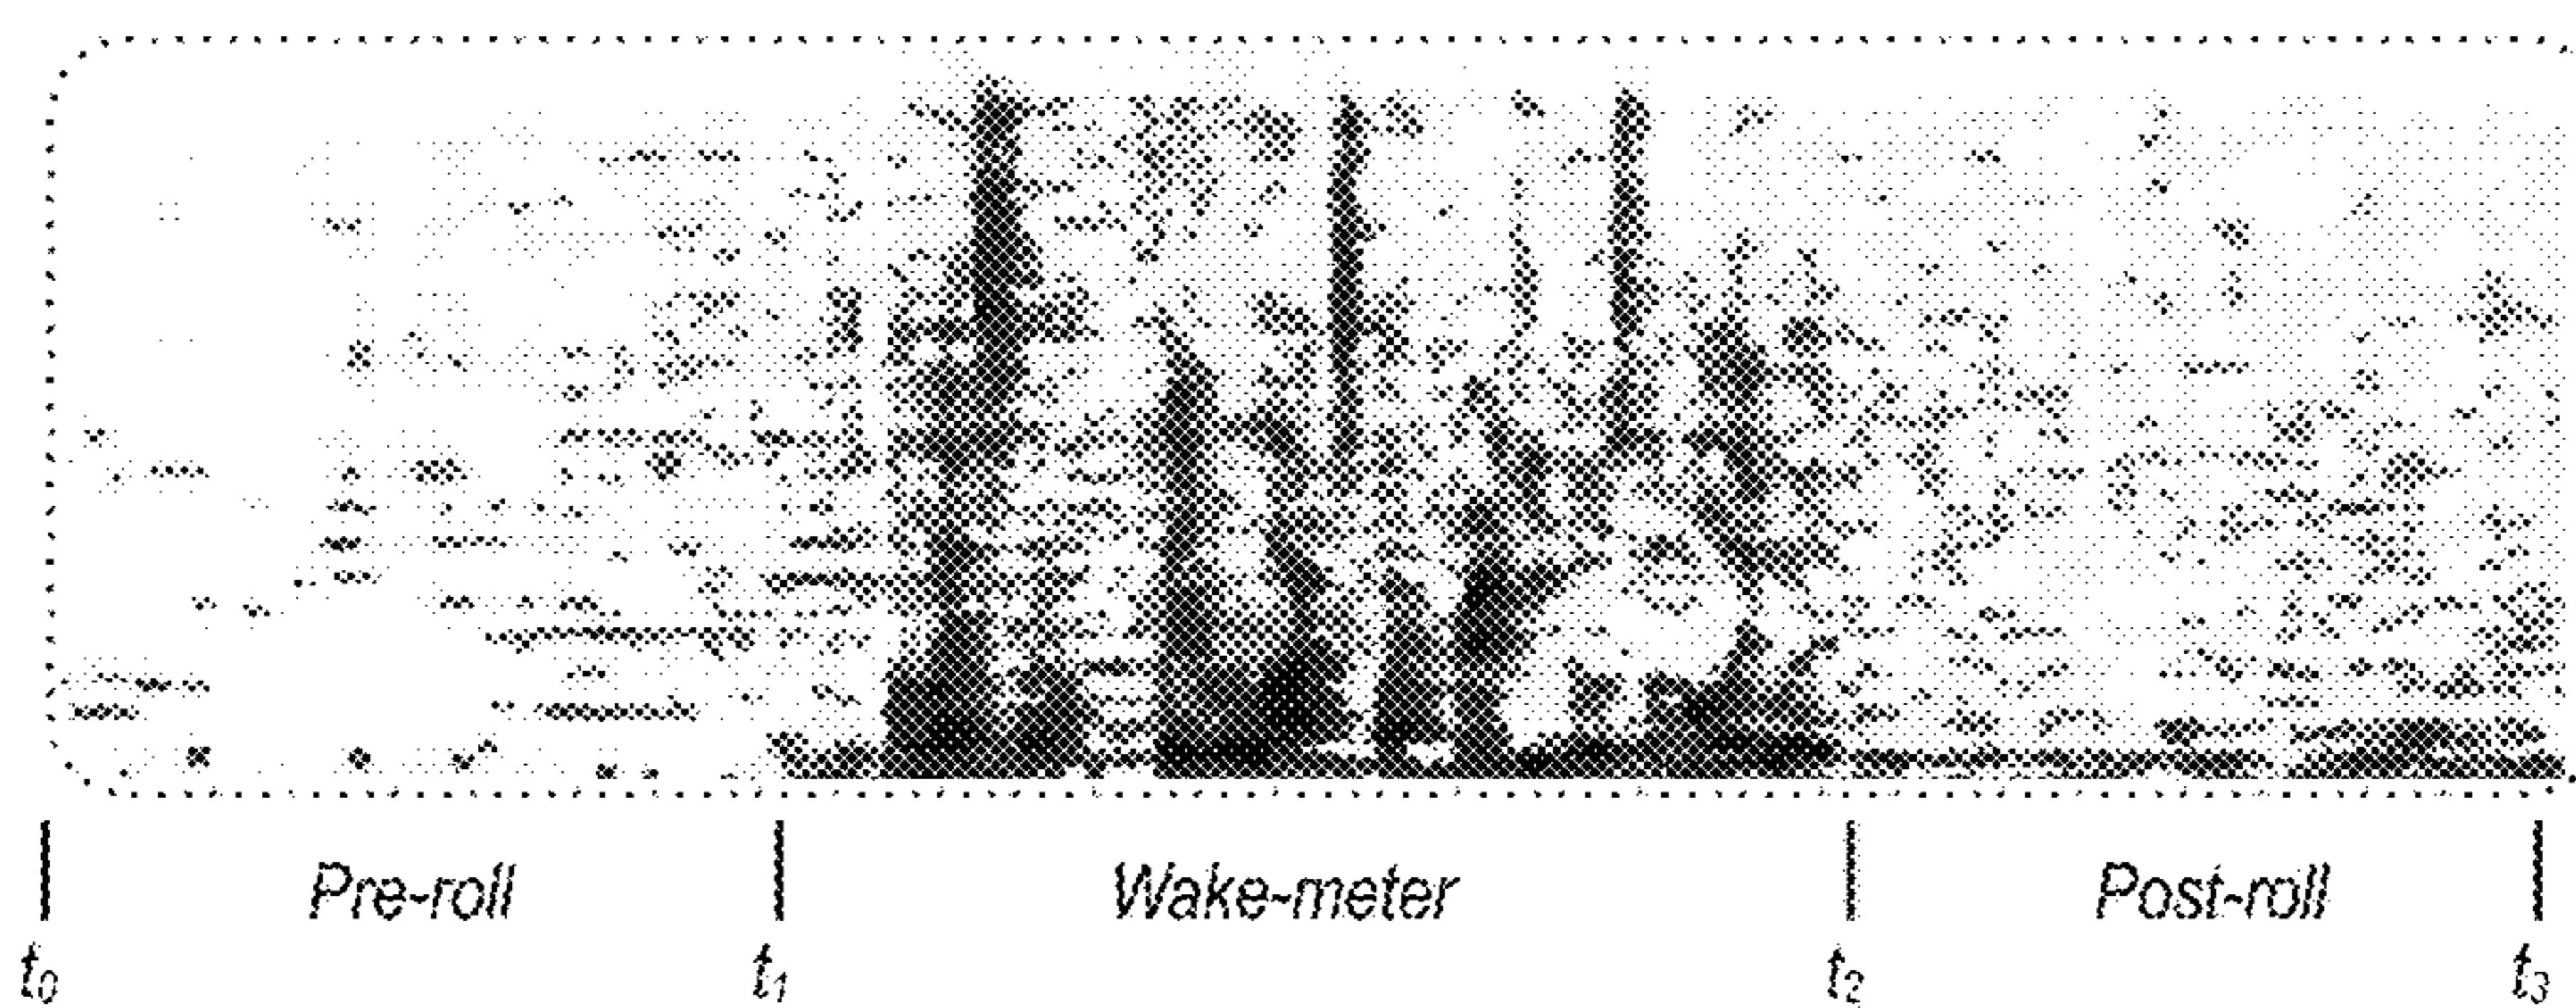 Pre-roll Wake-meter Post-roll
t₀ t₁ t₂ t₃